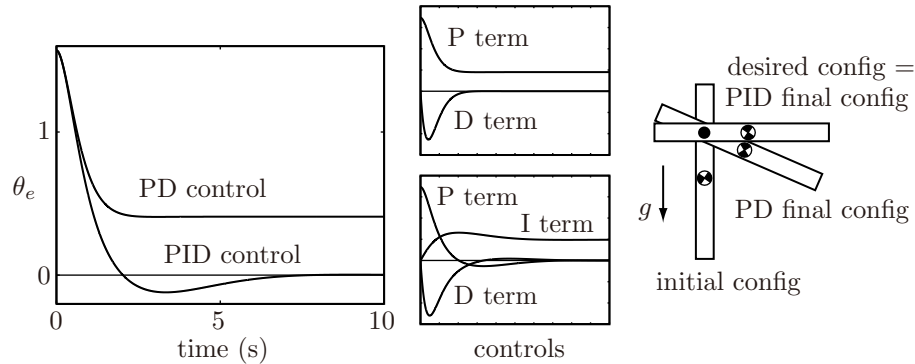 1
θₑ
0
PD control
PID control
0
5
10
time (s)
P term
D term
P term
I term
D term
controls
desired config =
PID final config
g
PD final config
initial config